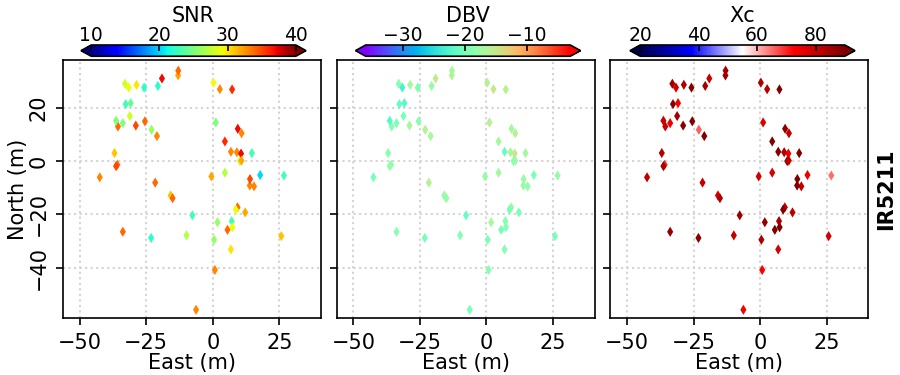 SNR DBV Xc
10 20 30 40 −30 −20 −10 20 40 60 80
20
0
−20
−40
North (m)
IR5211
−50 −25 0 25 −50 −25 0 25 −50 −25 0 25
East (m) East (m) East (m)